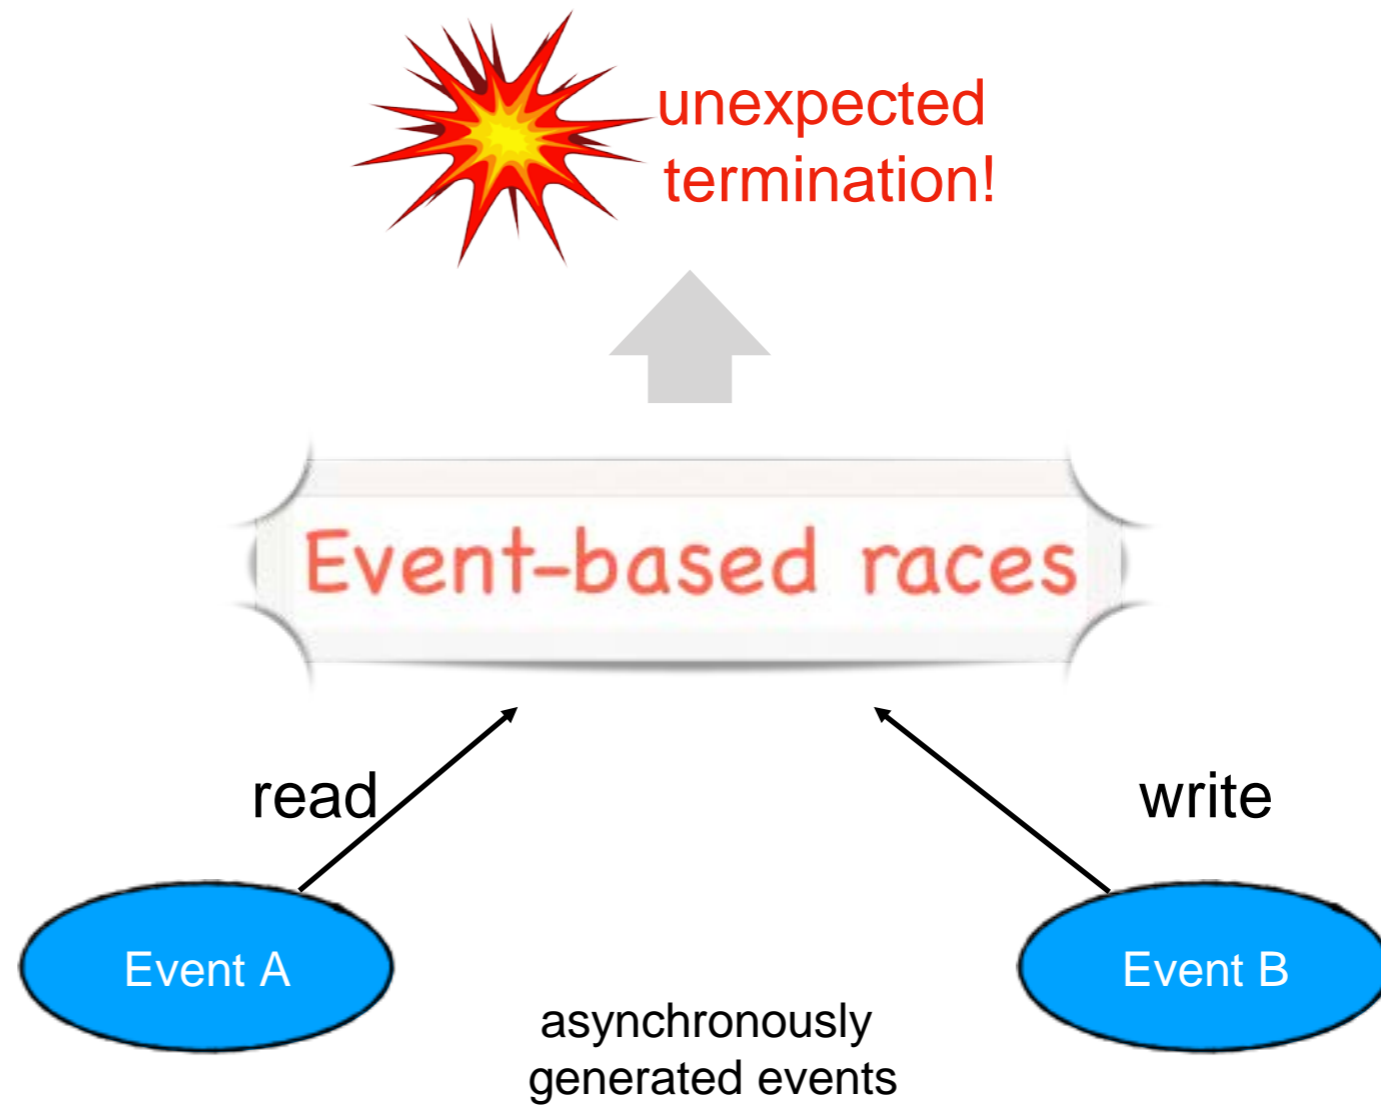 unexpected
termination!
Event-based races
read
write
Event A
Event B
asynchronously
generated events